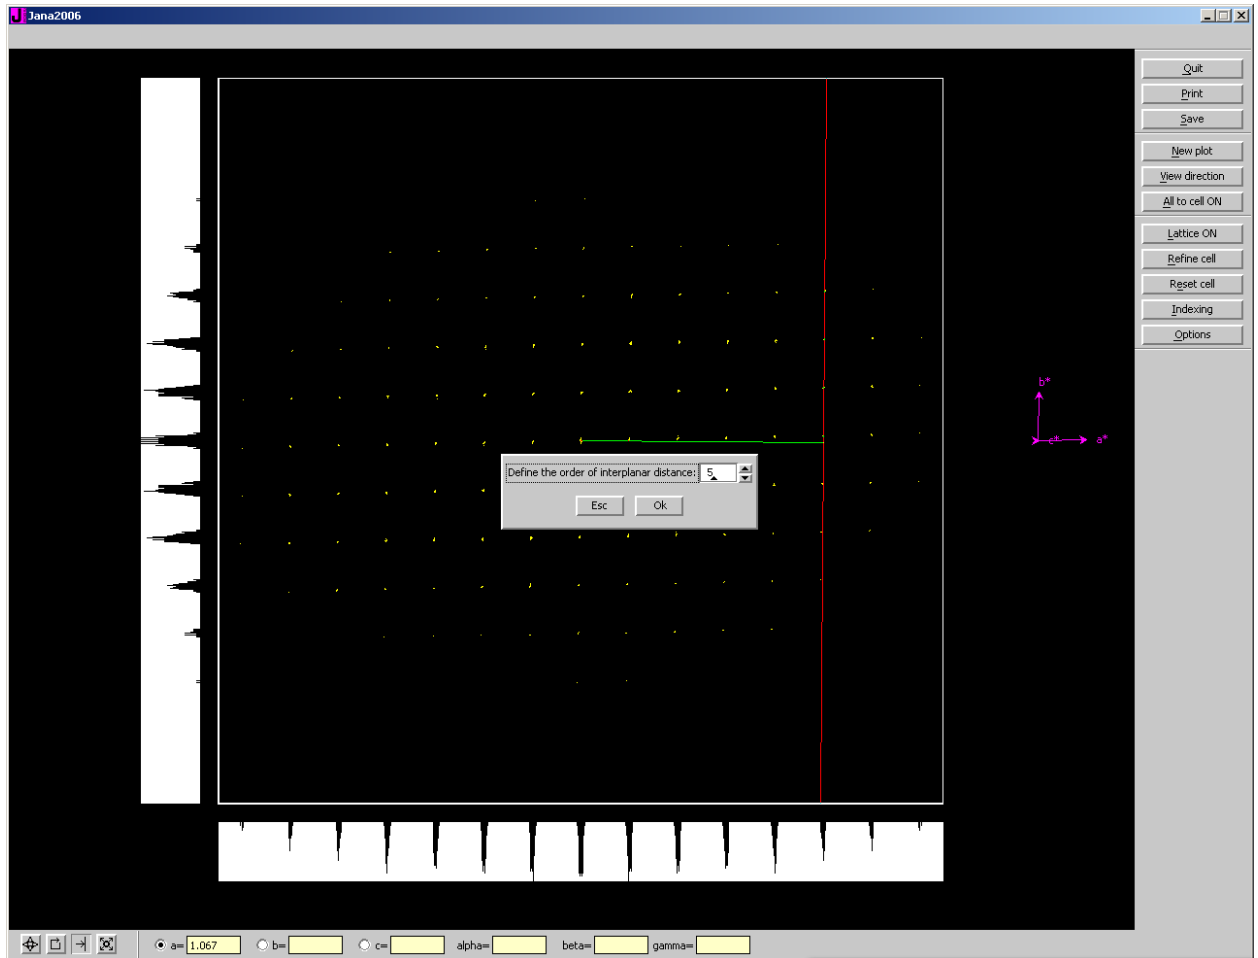 Jana2006
Quit
Print
Save
New plot
View direction
All to cell ON
Lattice ON
Refine cell
Reset cell
Indexing
Options
b*
c* a*
Define the order of interplanar distance: 5
Esc Ok
a= 1.067 b= c= alpha= beta= gamma=